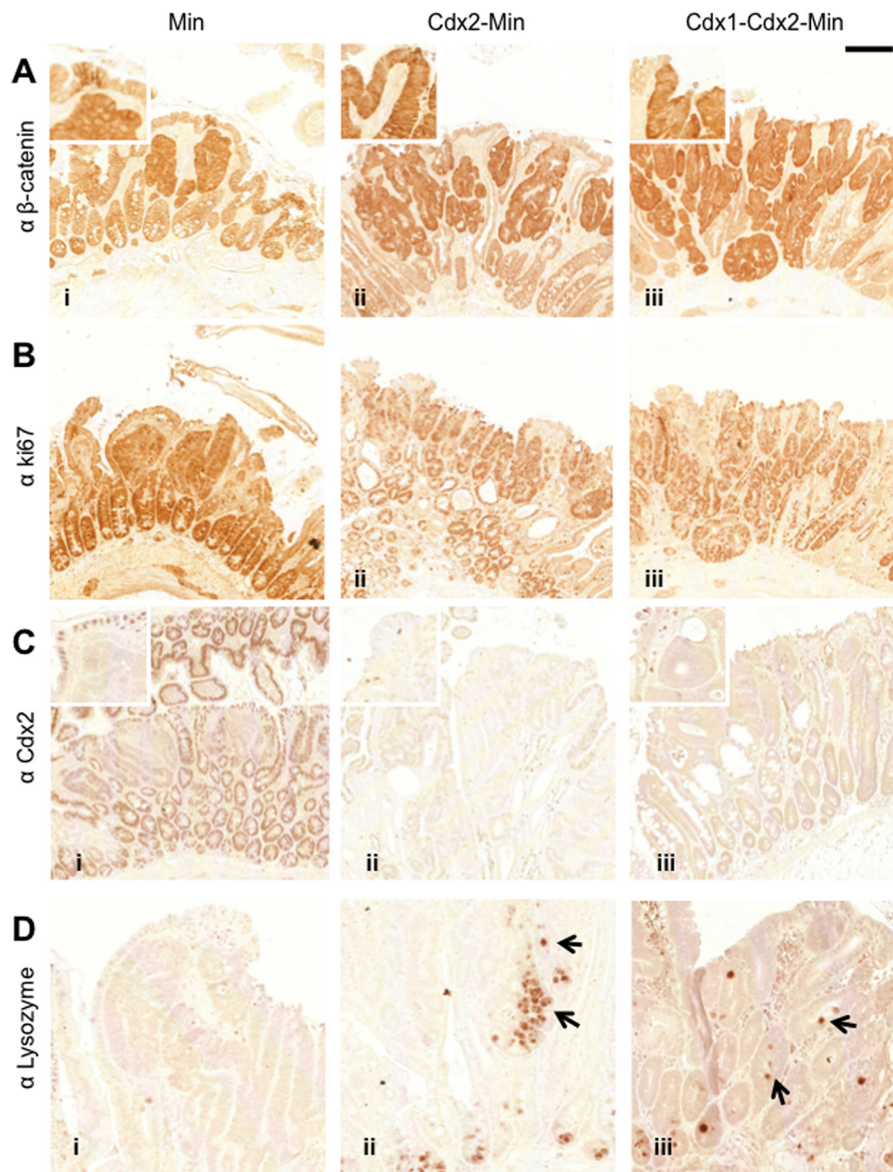 Min Cdx2-Min Cdx1-Cdx2-Min
A
α β-catenin
i ii iii
B
α ki67
i ii iii
C
α Cdx2
i ii iii
D
α Lysozyme
i ii iii